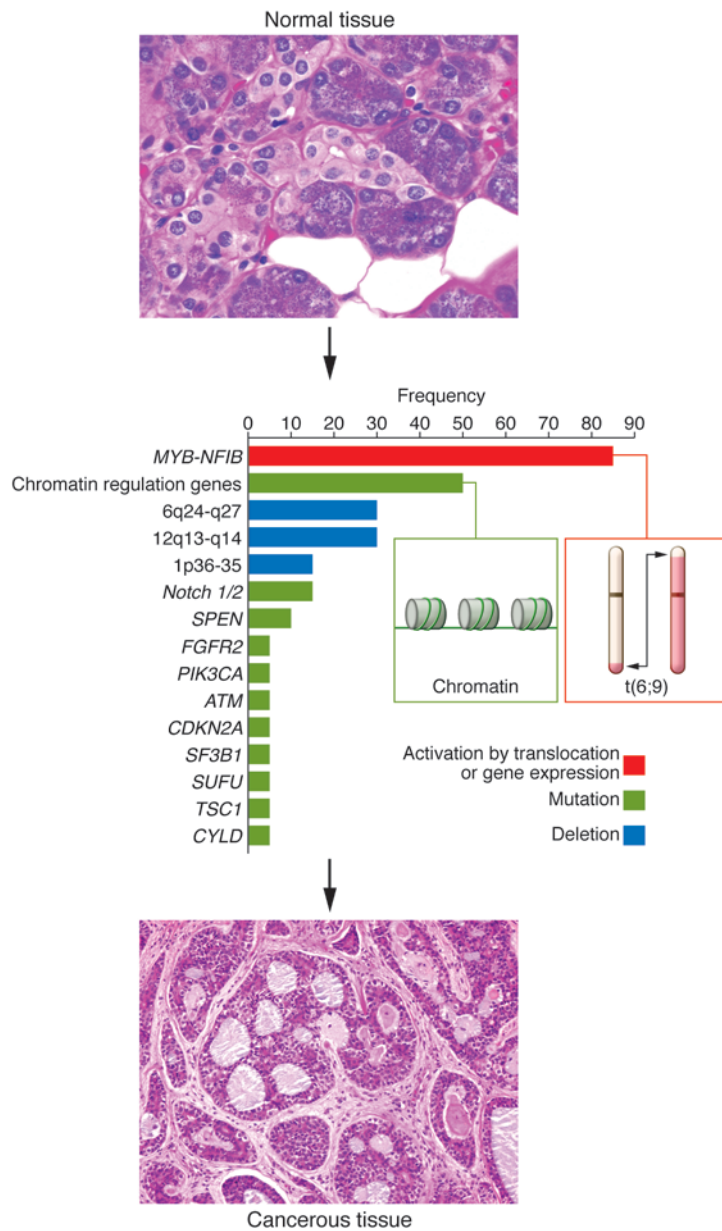 Normal tissue
Frequency
0 10 20 30 40 50 60 70 80 90
MYB-NFIB
Chromatin regulation genes
6q24-q27
12q13-q14
1p36-35
Notch 1/2
SPEN
FGFR2
PIK3CA
ATM
CDKN2A
SF3B1
SUFU
TSC1
CYLD
Chromatin
t(6;9)
Activation by translocation
or gene expression
Mutation
Deletion
Cancerous tissue